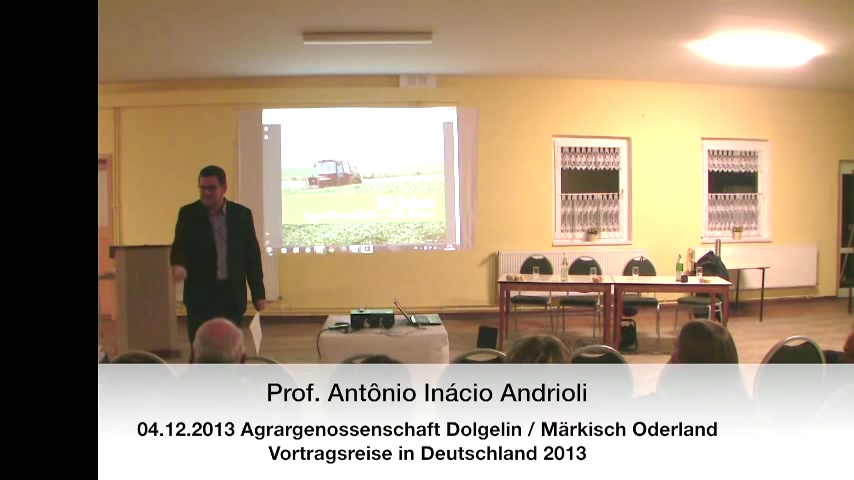 Prof. Antônio Inácio Andrioli
04.12.2013 Agrargenossenschaft Dolgelin / Märkisch Oderland
Vortragsreise in Deutschland 2013